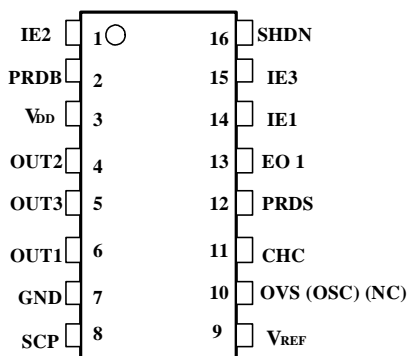 IE2 1 16 SHDN
PRDB 2 15 IE3
VDD 3 14 IE1
OUT2 4 13 EO 1
OUT3 5 12 PRDS
OUT1 6 11 CHC
GND 7 10 OVS (OSC) (NC)
SCP 8 9 VREF